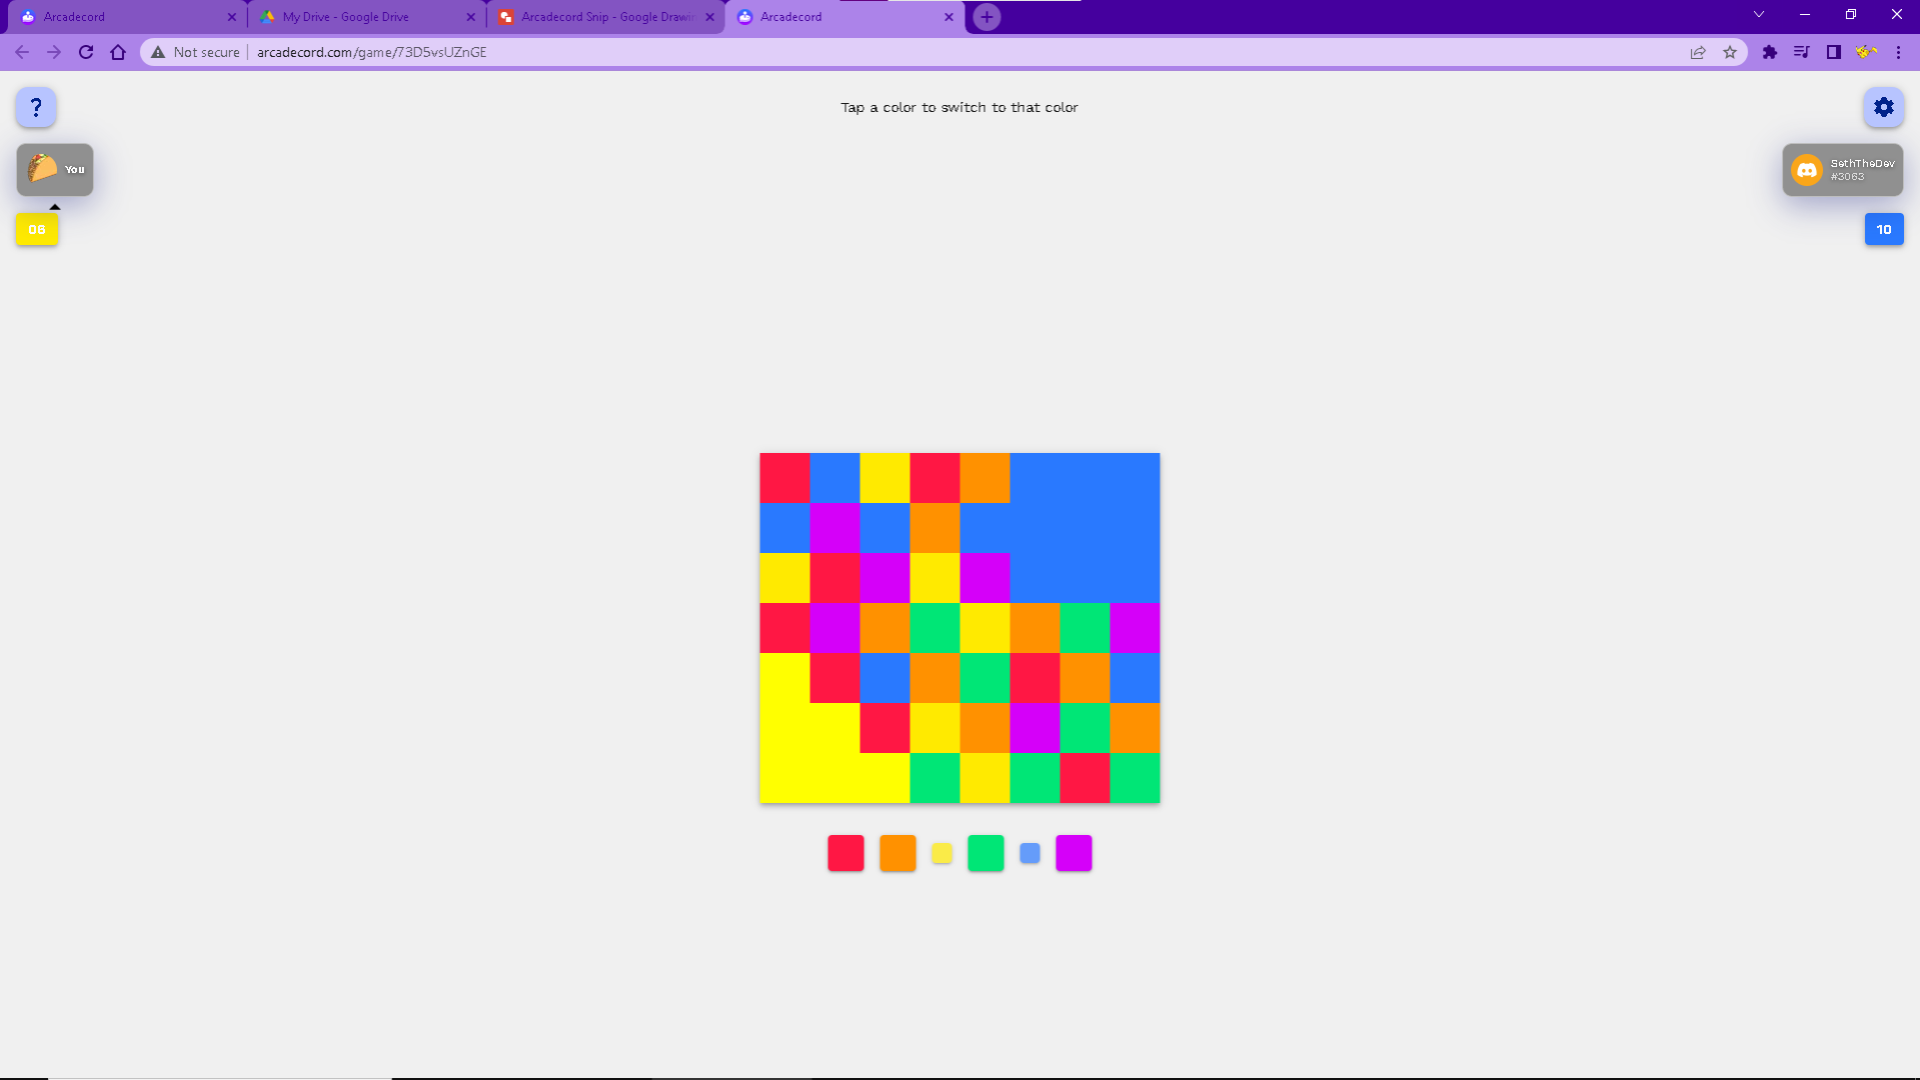 Arcadecord
My Drive - Google Drive
Arcadecord Snip - Google Drawin
Arcadecord
Not secure
arcadecord.com/game/73D5vsUZnGE
?
Tap a color to switch to that color
You
SethTheDev
#3063
06
10